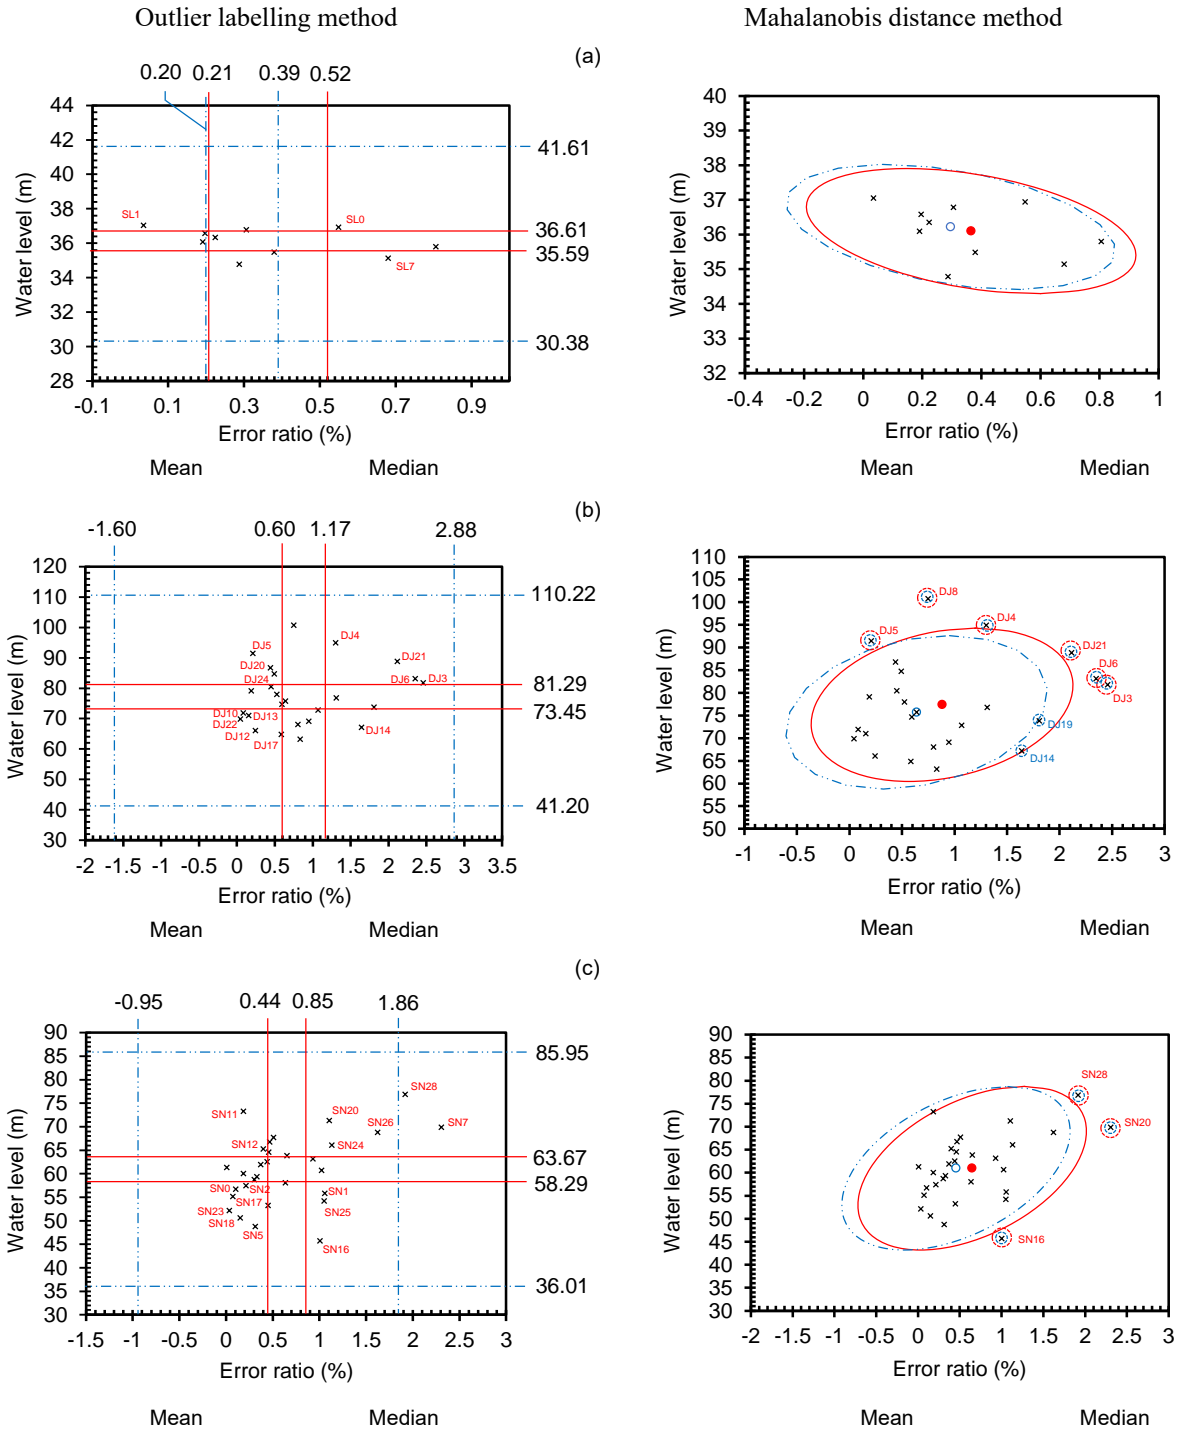 Outlier labelling method
Mahalanobis distance method
(a)
0.20 0.21 0.39 0.52
44
42
40
38
36
34
32
30
28
Water level (m)
SL1
SL0
SL7
41.61
36.61
35.59
30.38
-0.1 0.1 0.3 0.5 0.7 0.9
Error ratio (%)
Mean Median
40
39
38
37
36
35
34
33
32
Water level (m)
-0.4 -0.2 0 0.2 0.4 0.6 0.8 1
Error ratio (%)
Mean Median
(b)
-1.60 0.60 1.17 2.88
120
110
100
90
80
70
60
50
40
30
Water level (m)
DJ5
DJ4
DJ20
DJ21
DJ24
DJ6
DJ3
DJ10
DJ13
DJ22
DJ12
DJ17
DJ14
110.22
81.29
73.45
41.20
-2 -1.5 -1 -0.5 0 0.5 1 1.5 2 2.5 3 3.5
Error ratio (%)
Mean Median
110
105
100
95
90
85
80
75
70
65
60
55
50
Water level (m)
DJ8
DJ4
DJ5
DJ21
DJ6
DJ3
DJ19
DJ14
-1 -0.5 0 0.5 1 1.5 2 2.5 3
Error ratio (%)
Mean Median
(c)
-0.95 0.44 0.85 1.86
90
85
80
75
70
65
60
55
50
45
40
35
30
Water level (m)
SN28
SN11
SN20
SN26
SN7
SN12
SN24
SN0
SN2
SN1
SN17
SN23
SN25
SN18
SN5
SN16
85.95
63.67
58.29
36.01
-1.5 -1 -0.5 0 0.5 1 1.5 2 2.5 3
Error ratio (%)
Mean Median
90
85
80
75
70
65
60
55
50
45
40
35
30
Water level (m)
SN28
SN20
SN16
-2 -1.5 -1 -0.5 0 0.5 1 1.5 2 2.5 3
Error ratio (%)
Mean Median